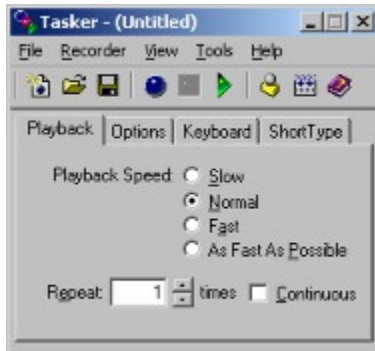 Tasker - (Untitled)
File Recorder View Tools Help
Playback Options Keyboard ShortType
Playback Speed: Slow
Normal
Fast
As Fast As Possible
Repeat: 1 times Continuous